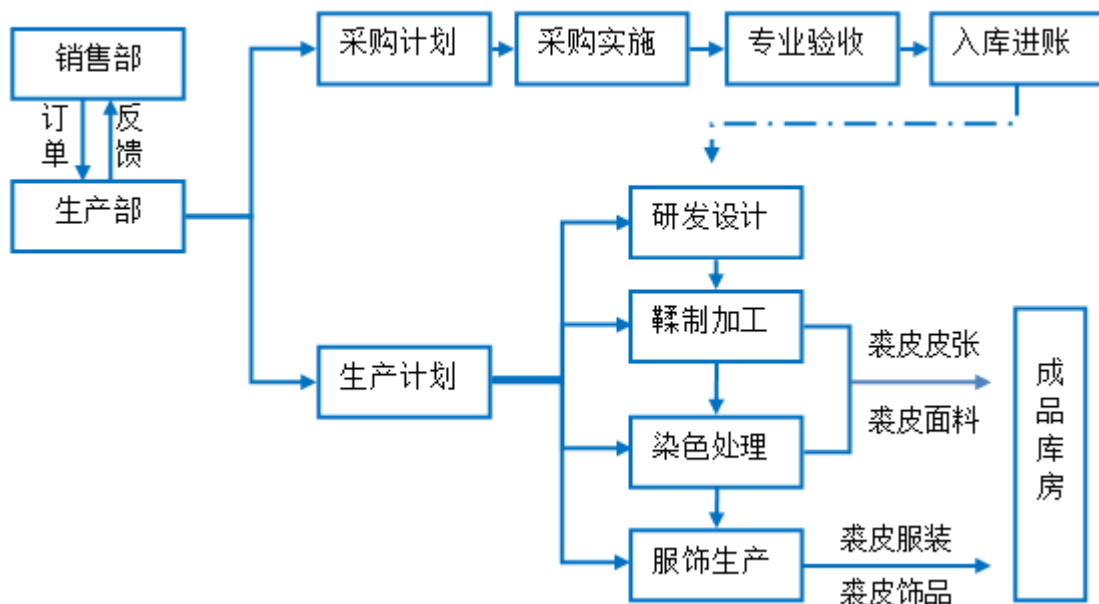 销售部
采购计划
采购实施
专业验收
入库进账
订单
反馈
生产部
研发设计
鞣制加工
生产计划
裘皮皮张
裘皮面料
染色处理
服饰生产
裘皮服装
裘皮饰品
成品库房